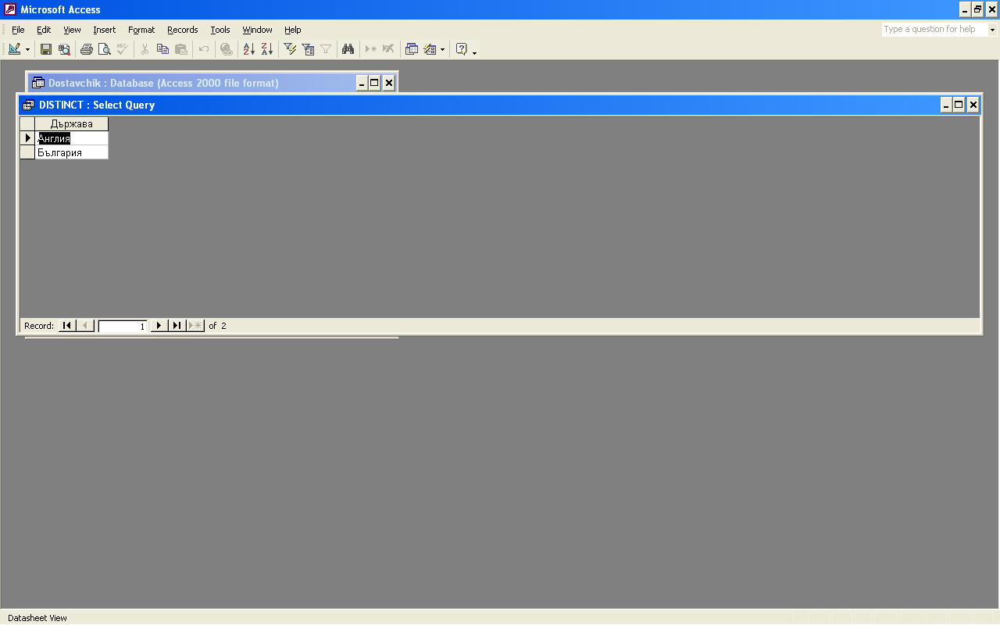 Microsoft Access
File Edit View Insert Format Records Tools Window Help
Type a question for help
Dostavchik : Database (Access 2000 file format)
DISTINCT : Select Query
Държава
Англия
България
Record: 1 of 2
Datasheet View